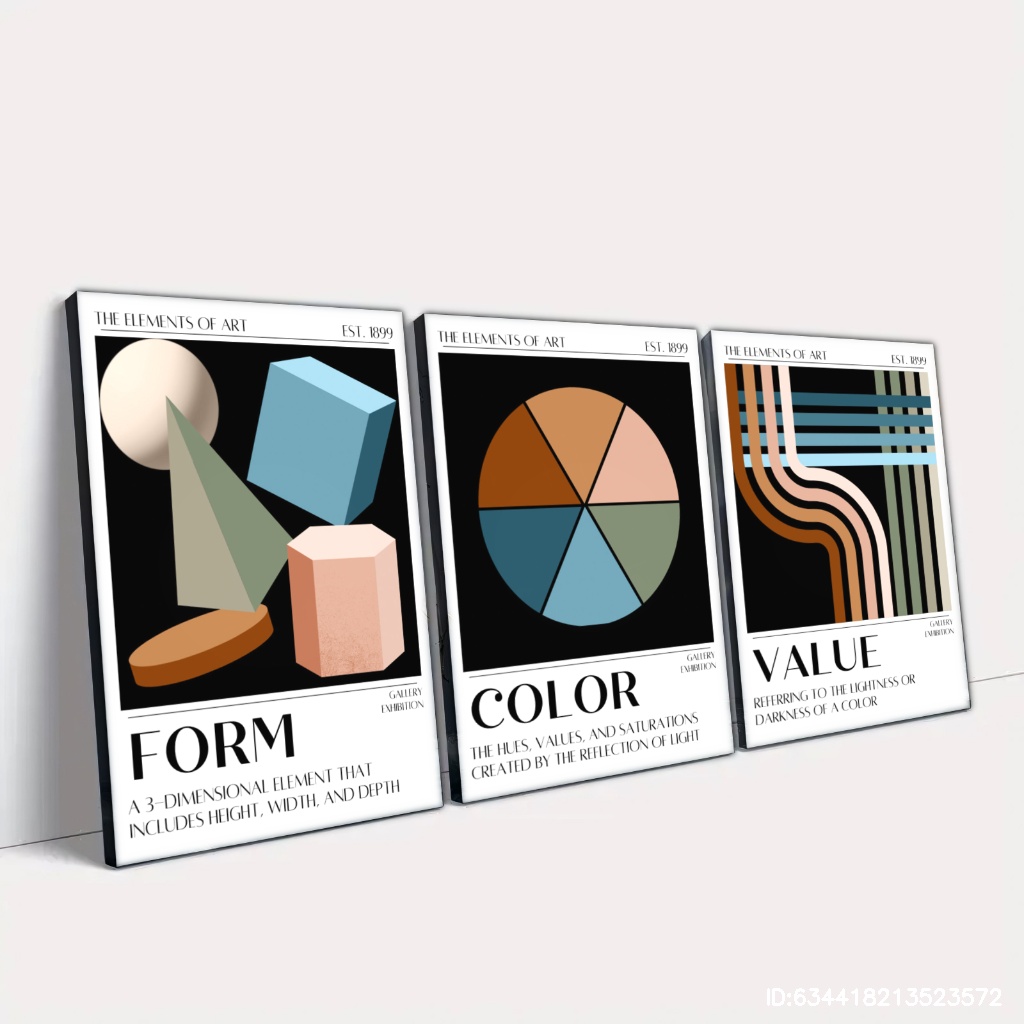 THE ELEMENTS OF ART
EST. 1899
GALLERY
EXHIBITION
FORM
A 3-DIMENSIONAL ELEMENT THAT
INCLUDES HEIGHT, WIDTH, AND DEPTH
THE ELEMENTS OF ART
EST. 1899
GALLERY
EXHIBITION
COLOR
THE HUES, VALUES, AND SATURATIONS
CREATED BY THE REFLECTION OF LIGHT
THE ELEMENTS OF ART
EST. 1899
GALLERY
EXHIBITION
VALUE
REFERRING TO THE LIGHTNESS OR
DARKNESS OF A COLOR
ID:634418213523572